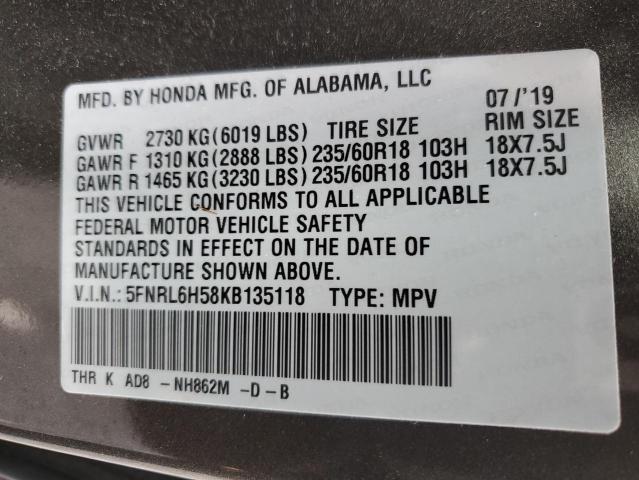 MFD. BY HONDA MFG. OF ALABAMA, LLC 07/'19
GVWR 2730 KG(6019 LBS) TIRE SIZE RIM SIZE
GAWR F 1310 KG(2888 LBS)235/60R18 103H 18X7.5J
GAWR R 1465 KG(3230 LBS)235/60R18 103H 18X7.5J
THIS VEHICLE CONFORMS TO ALL APPLICABLE
FEDERAL MOTOR VEHICLE SAFETY
STANDARDS IN EFFECT ON THE DATE OF
MANUFACTURE SHOWN ABOVE.
V.I.N.: 5FNRL6H58KB135118 TYPE: MPV
THR K AD8 -NH862M -D-B